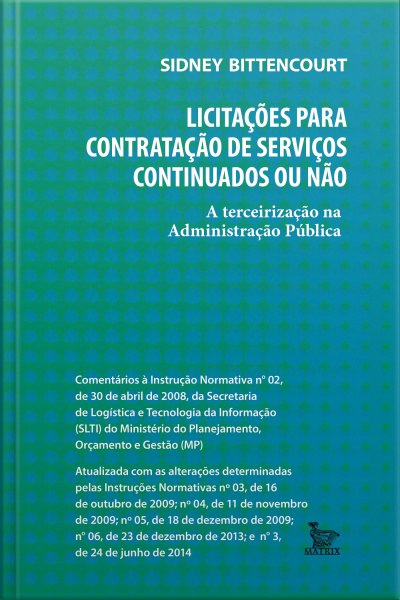 SIDNEY BITTENCOURT
LICITAÇÕES PARA
CONTRATAÇÃO DE SERVIÇOS
CONTINUADOS OU NÃO
A terceirização na
Administração Pública
Comentários à Instrução Normativa n° 02,
de 30 de abril de 2008, da Secretaria
de Logística e Tecnologia da Informação
(SLTI) do Ministério do Planejamento,
Orçamento e Gestão (MP)
Atualizada com as alterações determinadas
pelas Instruções Normativas nº 03, de 16
de outubro de 2009; nº 04, de 11 de novembro
de 2009; nº 05, de 18 de dezembro de 2009;
n° 06, de 23 de dezembro de 2013; e n° 3,
de 24 de junho de 2014
MATRIX